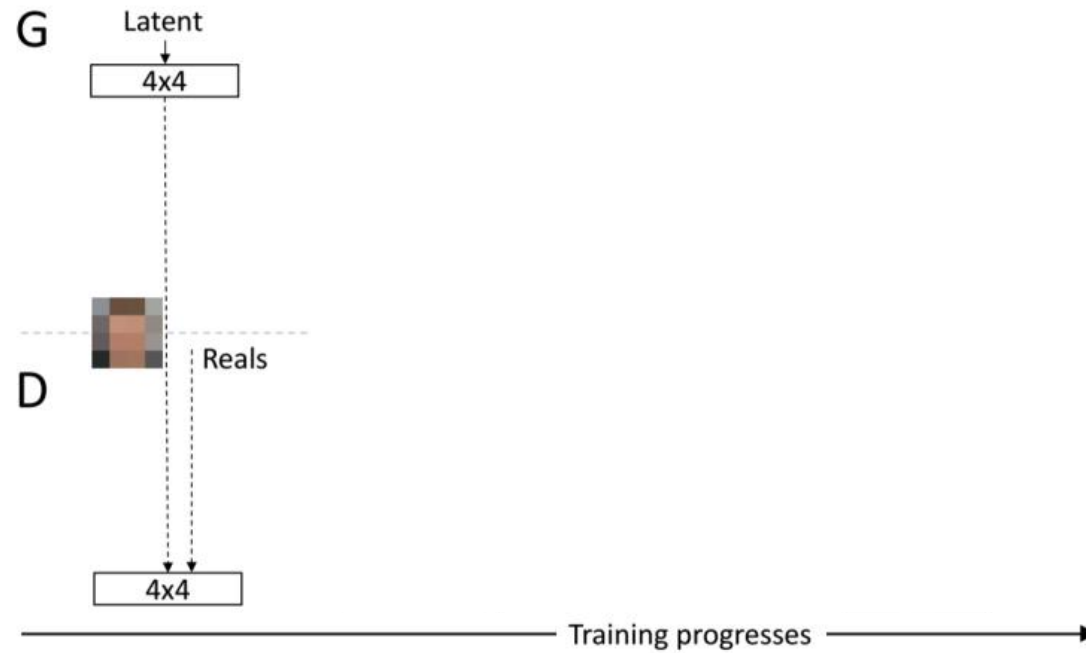 G
Latent
4x4
Reals
D
4x4
Training progresses